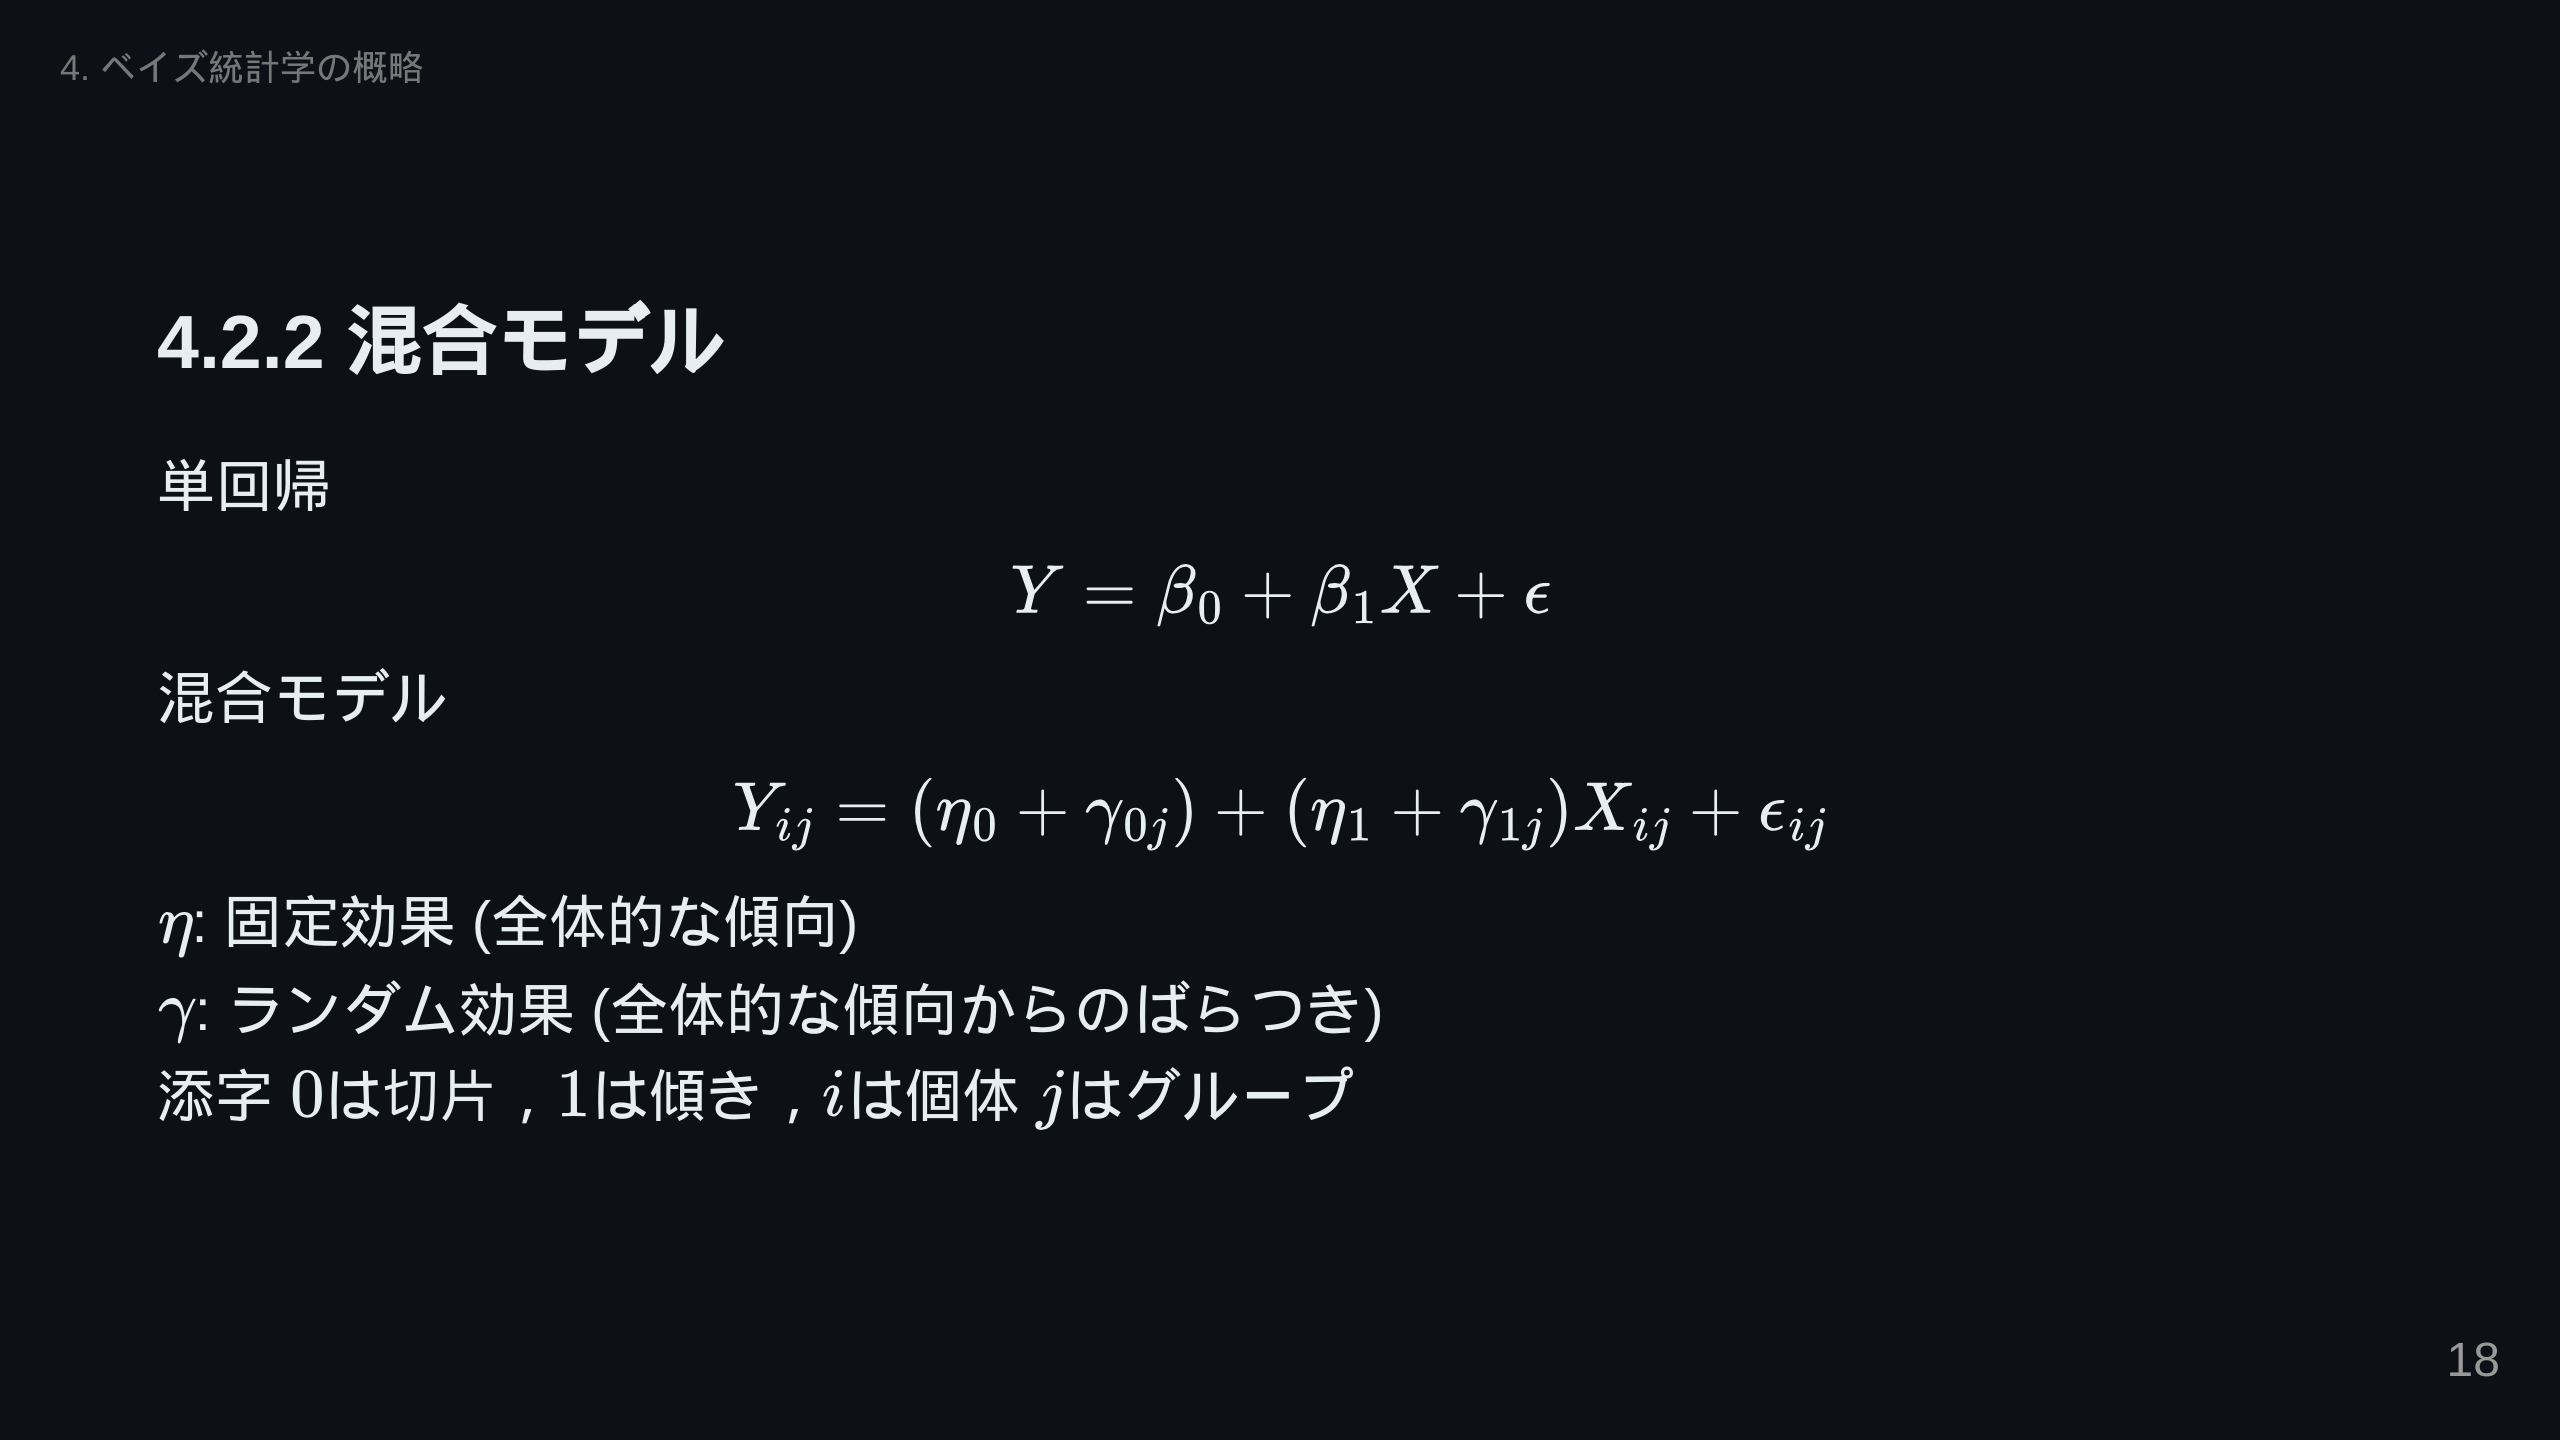 4. ベイズ統計学の概略
4.2.2 混合モデル
単回帰
Y = β₀ + β₁X + ϵ
混合モデル
Yᵢⱼ = (η₀ + γ₀ⱼ) + (η₁ + γ₁ⱼ)Xᵢⱼ + ϵᵢⱼ
η: 固定効果 (全体的な傾向)
γ: ランダム効果 (全体的な傾向からのばらつき)
添字 0は切片 , 1は傾き , iは個体 jはグループ
18